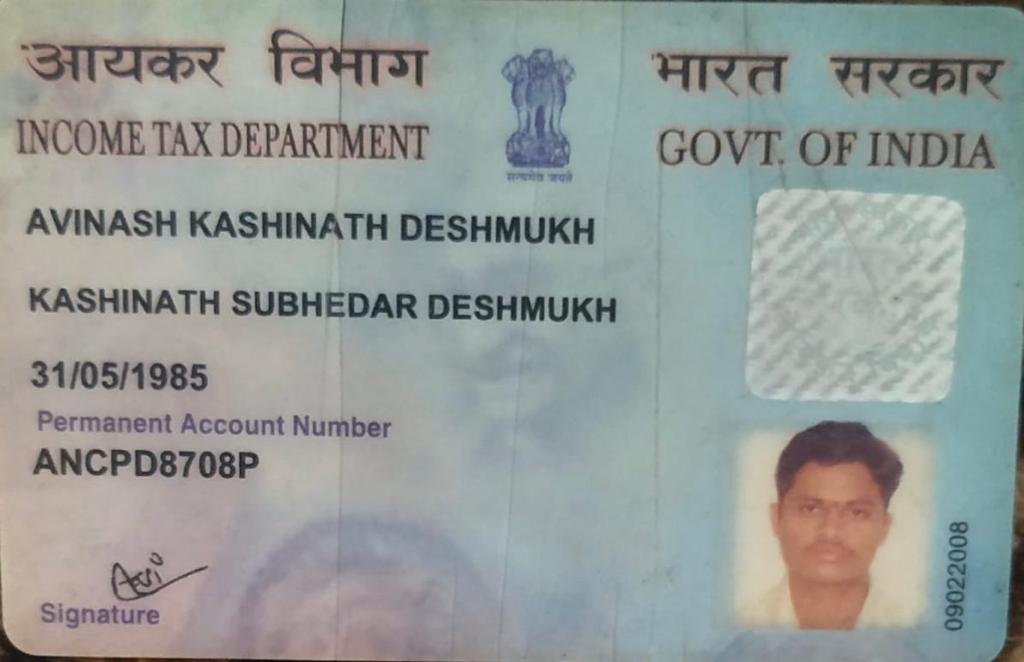 आयकर विभाग
INCOME TAX DEPARTMENT
सत्यमेव जयते
भारत सरकार
GOVT. OF INDIA
AVINASH KASHINATH DESHMUKH
KASHINATH SUBHEDAR DESHMUKH
31/05/1985
Permanent Account Number
ANCPD8708P
Avi
Signature
09022008